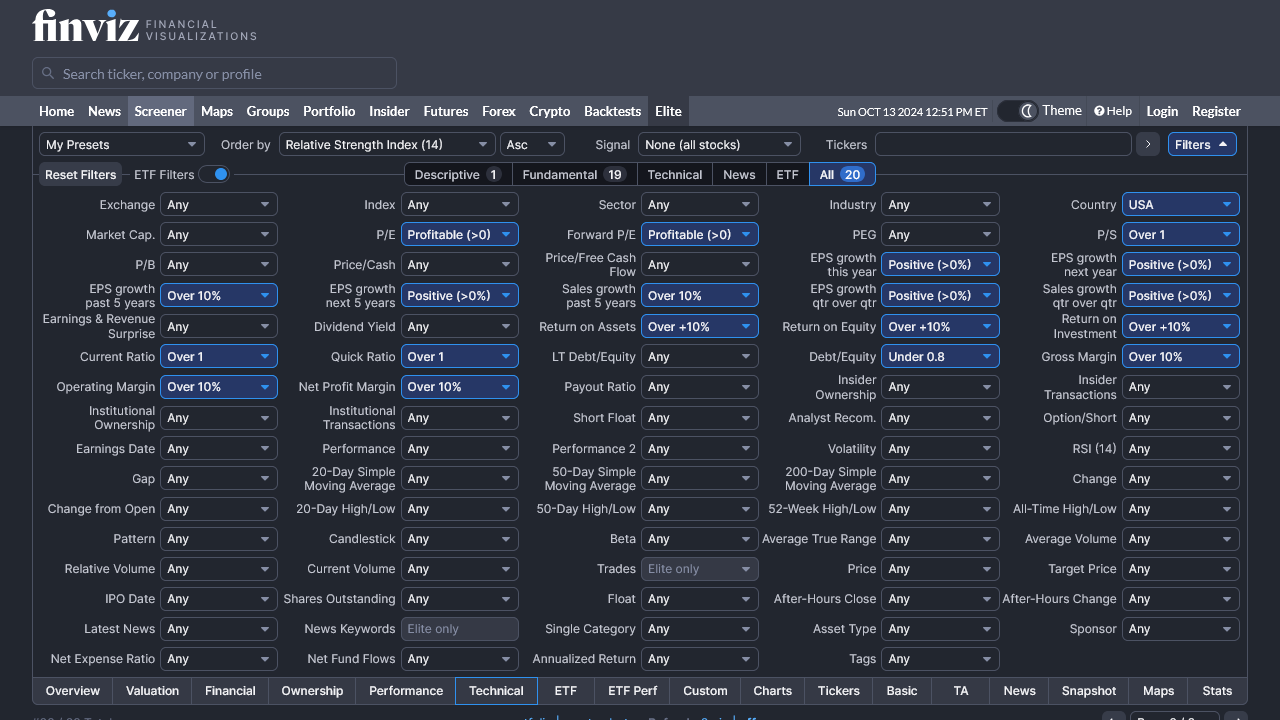 finviz FINANCIAL VISUALIZATIONS
Search ticker, company or profile
Home News Screener Maps Groups Portfolio Insider Futures Forex Crypto Backtests Elite Sun OCT 13 2024 12:51 PM ET Theme Help Login Register
My Presets Order by Relative Strength Index (14) Asc Signal None (all stocks) Tickers > Filters
Reset Filters ETF Filters Descriptive 1 Fundamental 19 Technical News ETF All 20
Exchange Any Index Any Sector Any Industry Any Country USA
Market Cap. Any P/E Profitable (>0) Forward P/E Profitable (>0) PEG Any P/S Over 1
P/B Any Price/Cash Any Price/Free Cash Flow Any EPS growth this year Positive (>0%) EPS growth next year Positive (>0%)
EPS growth past 5 years Over 10% EPS growth next 5 years Positive (>0%) Sales growth past 5 years Over 10% EPS growth qtr over qtr Positive (>0%) Sales growth qtr over qtr Positive (>0%)
Earnings & Revenue Surprise Any Dividend Yield Any Return on Assets Over +10% Return on Equity Over +10% Return on Investment Over +10%
Current Ratio Over 1 Quick Ratio Over 1 LT Debt/Equity Any Debt/Equity Under 0.8 Gross Margin Over 10%
Operating Margin Over 10% Net Profit Margin Over 10% Payout Ratio Any Insider Ownership Any Insider Transactions Any
Institutional Ownership Any Institutional Transactions Any Short Float Any Analyst Recom. Any Option/Short Any
Earnings Date Any Performance Any Performance 2 Any Volatility Any RSI (14) Any
Gap Any 20-Day Simple Moving Average Any 50-Day Simple Moving Average Any 200-Day Simple Moving Average Any Change Any
Change from Open Any 20-Day High/Low Any 50-Day High/Low Any 52-Week High/Low Any All-Time High/Low Any
Pattern Any Candlestick Any Beta Any Average True Range Any Average Volume Any
Relative Volume Any Current Volume Any Trades Elite only Price Any Target Price Any
IPO Date Any Shares Outstanding Any Float Any After-Hours Close Any After-Hours Change Any
Latest News Any News Keywords Elite only Single Category Any Asset Type Any Sponsor Any
Net Expense Ratio Any Net Fund Flows Any Annualized Return Any Tags Any
Overview Valuation Financial Ownership Performance Technical ETF ETF Perf Custom Charts Tickers Basic TA News Snapshot Maps Stats